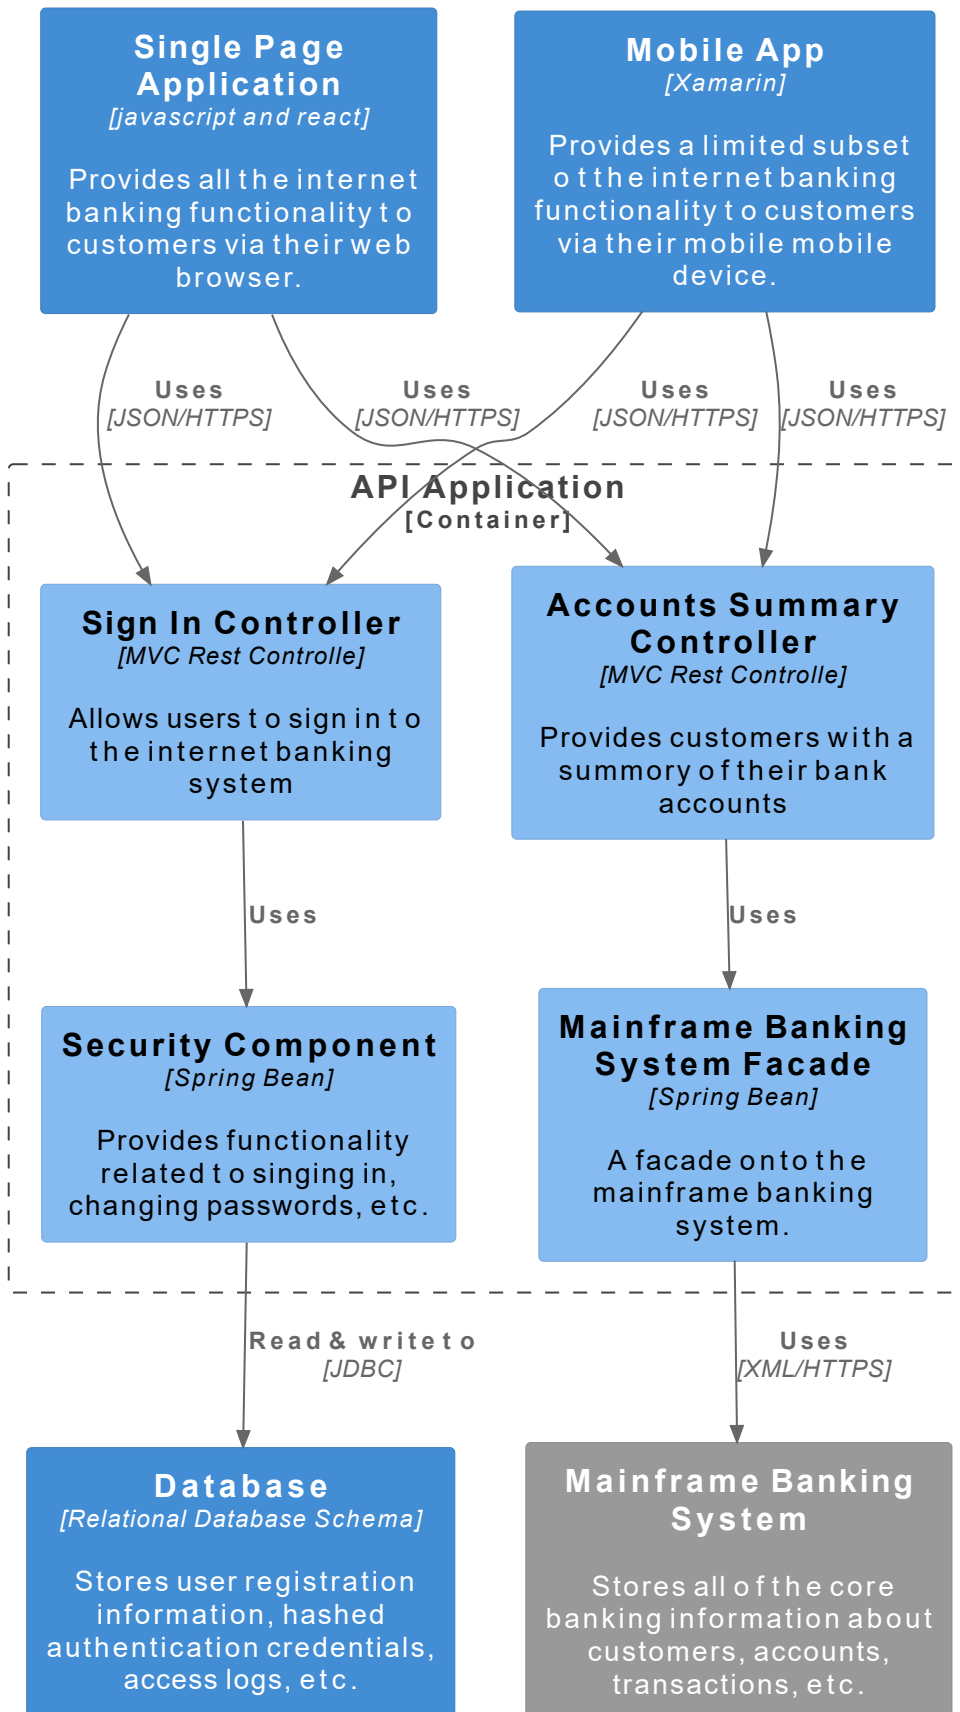 Single Page
Application
[javascript and react]
Provides all the internet
banking functionality to
customers via their web
browser.
Mobile App
[Xamarin]
Provides a limited subset
ot the internet banking
functionality to customers
via their mobile mobile
device.
Uses
[JSON/HTTPS]
Uses
[JSON/HTTPS]
Uses
[JSON/HTTPS]
Uses
[JSON/HTTPS]
API Application
[Container]
Sign In Controller
[MVC Rest Controlle]
Allows users to sign in to
the internet banking
system
Accounts Summary
Controller
[MVC Rest Controlle]
Provides customers with a
summory of their bank
accounts
Uses
Uses
Security Component
[Spring Bean]
Provides functionality
related to singing in,
changing passwords, etc.
Mainframe Banking
System Facade
[Spring Bean]
A facade onto the
mainframe banking
system.
Read & write to
[JDBC]
Uses
[XML/HTTPS]
Database
[Relational Database Schema]
Stores user registration
information, hashed
authentication credentials,
access logs, etc.
Mainframe Banking
System
Stores all of the core
banking information about
customers, accounts,
transactions, etc.